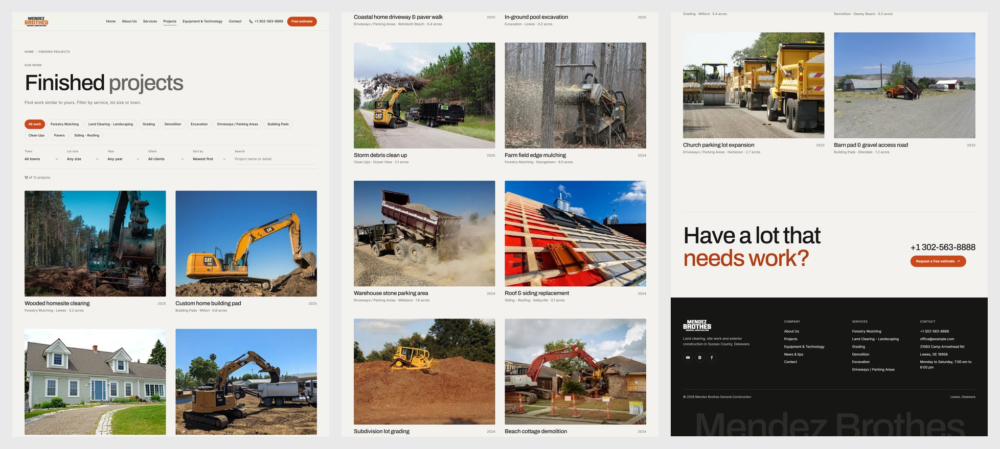 MENDEZ
BROTHES
GENERAL CONSTRUCTION
Home
About Us
Services
Projects
Equipment & Technology
Contact
+1 302-563-8888
Free estimate
HOME / FINISHED PROJECTS
OUR WORK
Finished projects
Find work similar to yours. Filter by service, lot size or town.
All work
Forestry Mulching
Land Clearing - Landscaping
Grading
Demolition
Excavation
Driveways / Parking Areas
Building Pads
Clean Ups
Pavers
Siding - Roofing
Town
Lot size
Year
Client
Sort by
Search
All towns
Any size
Any year
All clients
Newest first
Project name or detail
12 of 12 projects
Wooded homesite clearing
2025
Forestry Mulching · Lewes · 3.2 acres
CAT
330
Custom home building pad
2025
Building Pads · Milton · 0.8 acres
Coastal home driveway & paver walk
2025
Driveways / Parking Areas · Rehoboth Beach · 0.4 acres
In-ground pool excavation
2025
Excavation · Lewes · 0.2 acres
CAT
Storm debris clean up
2025
Clean Ups · Ocean View · 2.1 acres
Farm field edge mulching
2024
Forestry Mulching · Georgetown · 8.5 acres
Warehouse stone parking area
2024
Driveways / Parking Areas · Millsboro · 1.6 acres
Roof & siding replacement
2024
Siding - Roofing · Selbyville · 0.1 acres
Subdivision lot grading
2024
Beach cottage demolition
2024
Grading · Milford · 5.4 acres
Demolition · Dewey Beach · 0.3 acres
Church parking lot expansion
2023
Driveways / Parking Areas · Harbeson · 2.7 acres
Barn pad & gravel access road
2023
Building Pads · Ellendale · 1.2 acres
Have a lot that
needs work?
+1 302-563-8888
Request a free estimate
MENDEZ
BROTHES
GENERAL CONSTRUCTION
Land clearing, site work and exterior
construction in Sussex County, Delaware.
COMPANY
About Us
Projects
Equipment & Technology
News & tips
Contact
SERVICES
Forestry Mulching
Land Clearing - Landscaping
Grading
Demolition
Excavation
Driveways / Parking Areas
CONTACT
+1 302-563-8888
office@example.com
21063 Camp Arrowhead Rd
Lewes, DE 19958
Monday to Saturday, 7:00 am to
6:00 pm
© 2026 Mendez Brothes General Construction
Lewes, Delaware
Mendez Brothes